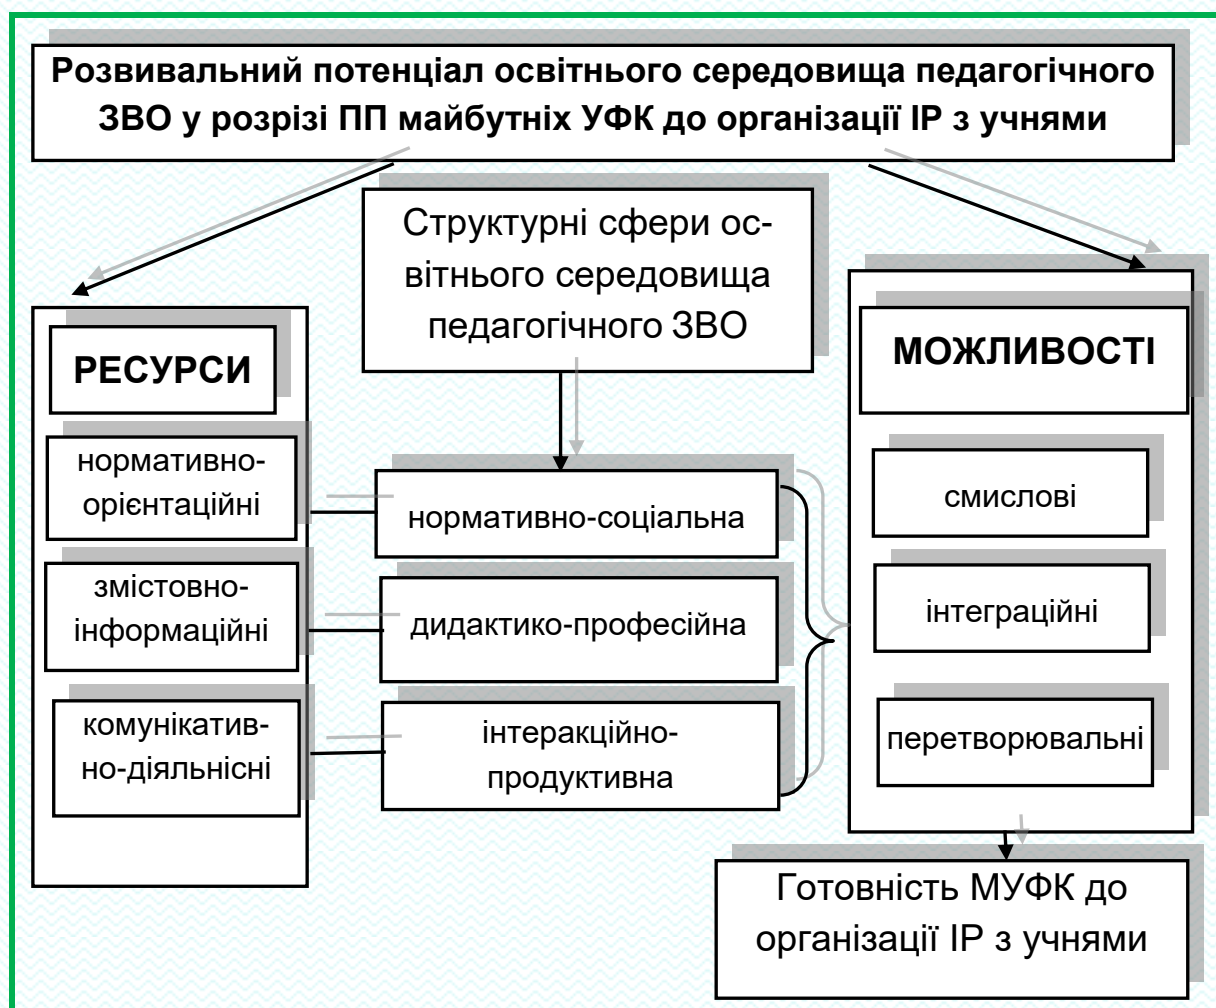 Розвивальний потенціал освітнього середовища педагогічного
ЗВО у розрізі ПП майбутніх УФК до організації ІР з учнями
Структурні сфери ос-
вітнього середовища
педагогічного ЗВО
РЕСУРСИ
нормативно-
орієнтаційні
змістовно-
інформаційні
комунікатив-
но-діяльнісні
нормативно-соціальна
дидактико-професійна
інтеракційно-
продуктивна
МОЖЛИВОСТІ
смислові
інтеграційні
перетворювальні
Готовність МУФК до
організації ІР з учнями